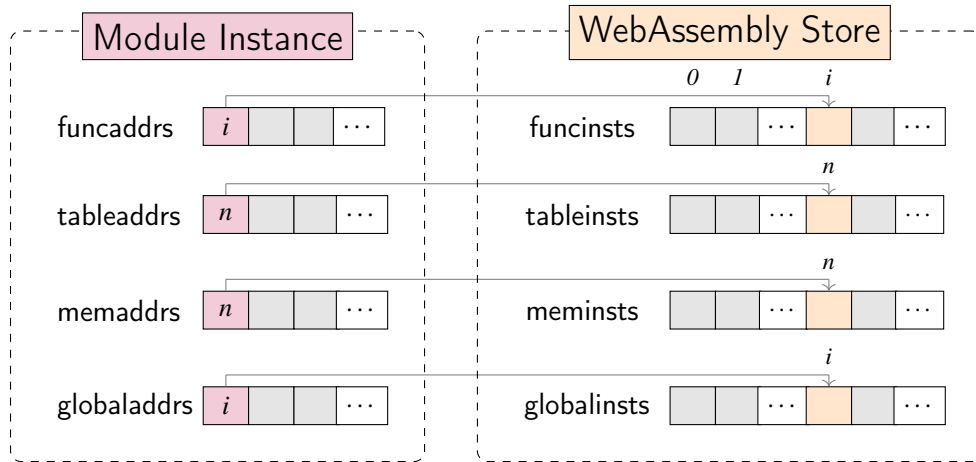 Module Instance WebAssembly Store
0 1 i
funcaddrs i ... funcinsts ... ...
n
tableaddrs n ... tableinsts ... ...
n
memaddrs n ... meminsts ... ...
i
globaladdrs i ... globalinsts ... ...